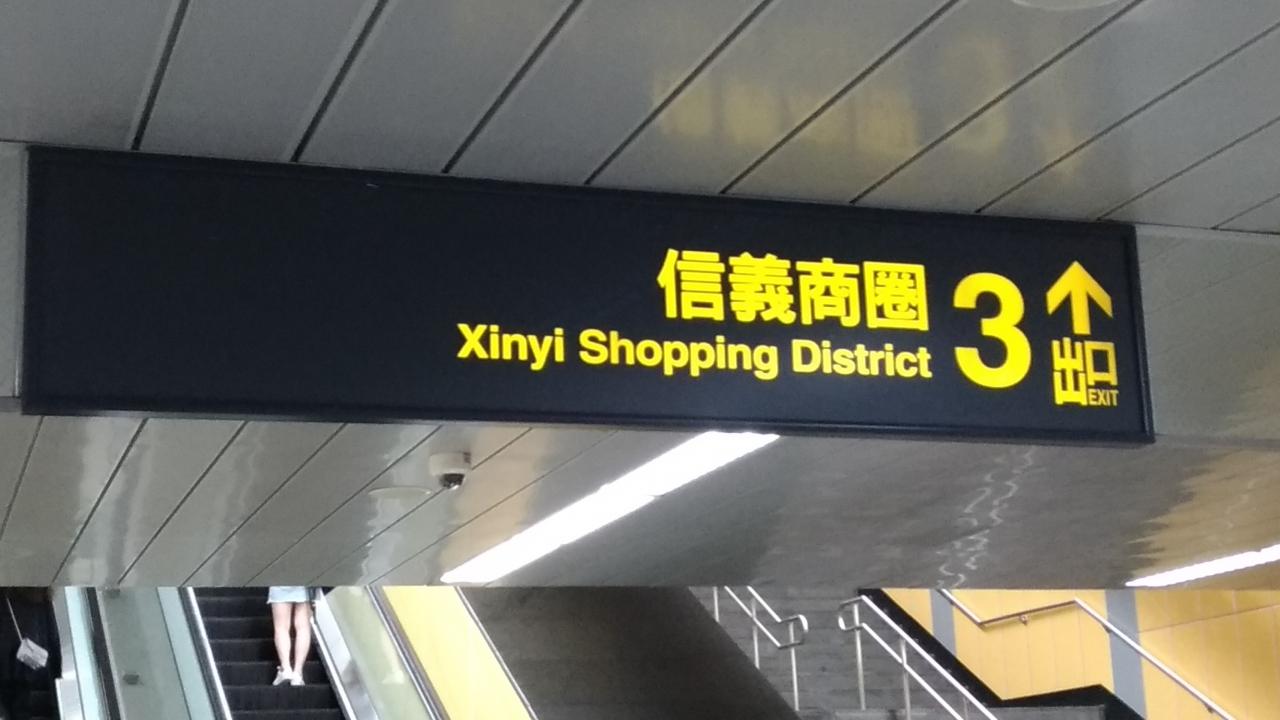 信義商圈
Xinyi Shopping District
3
出口
EXIT